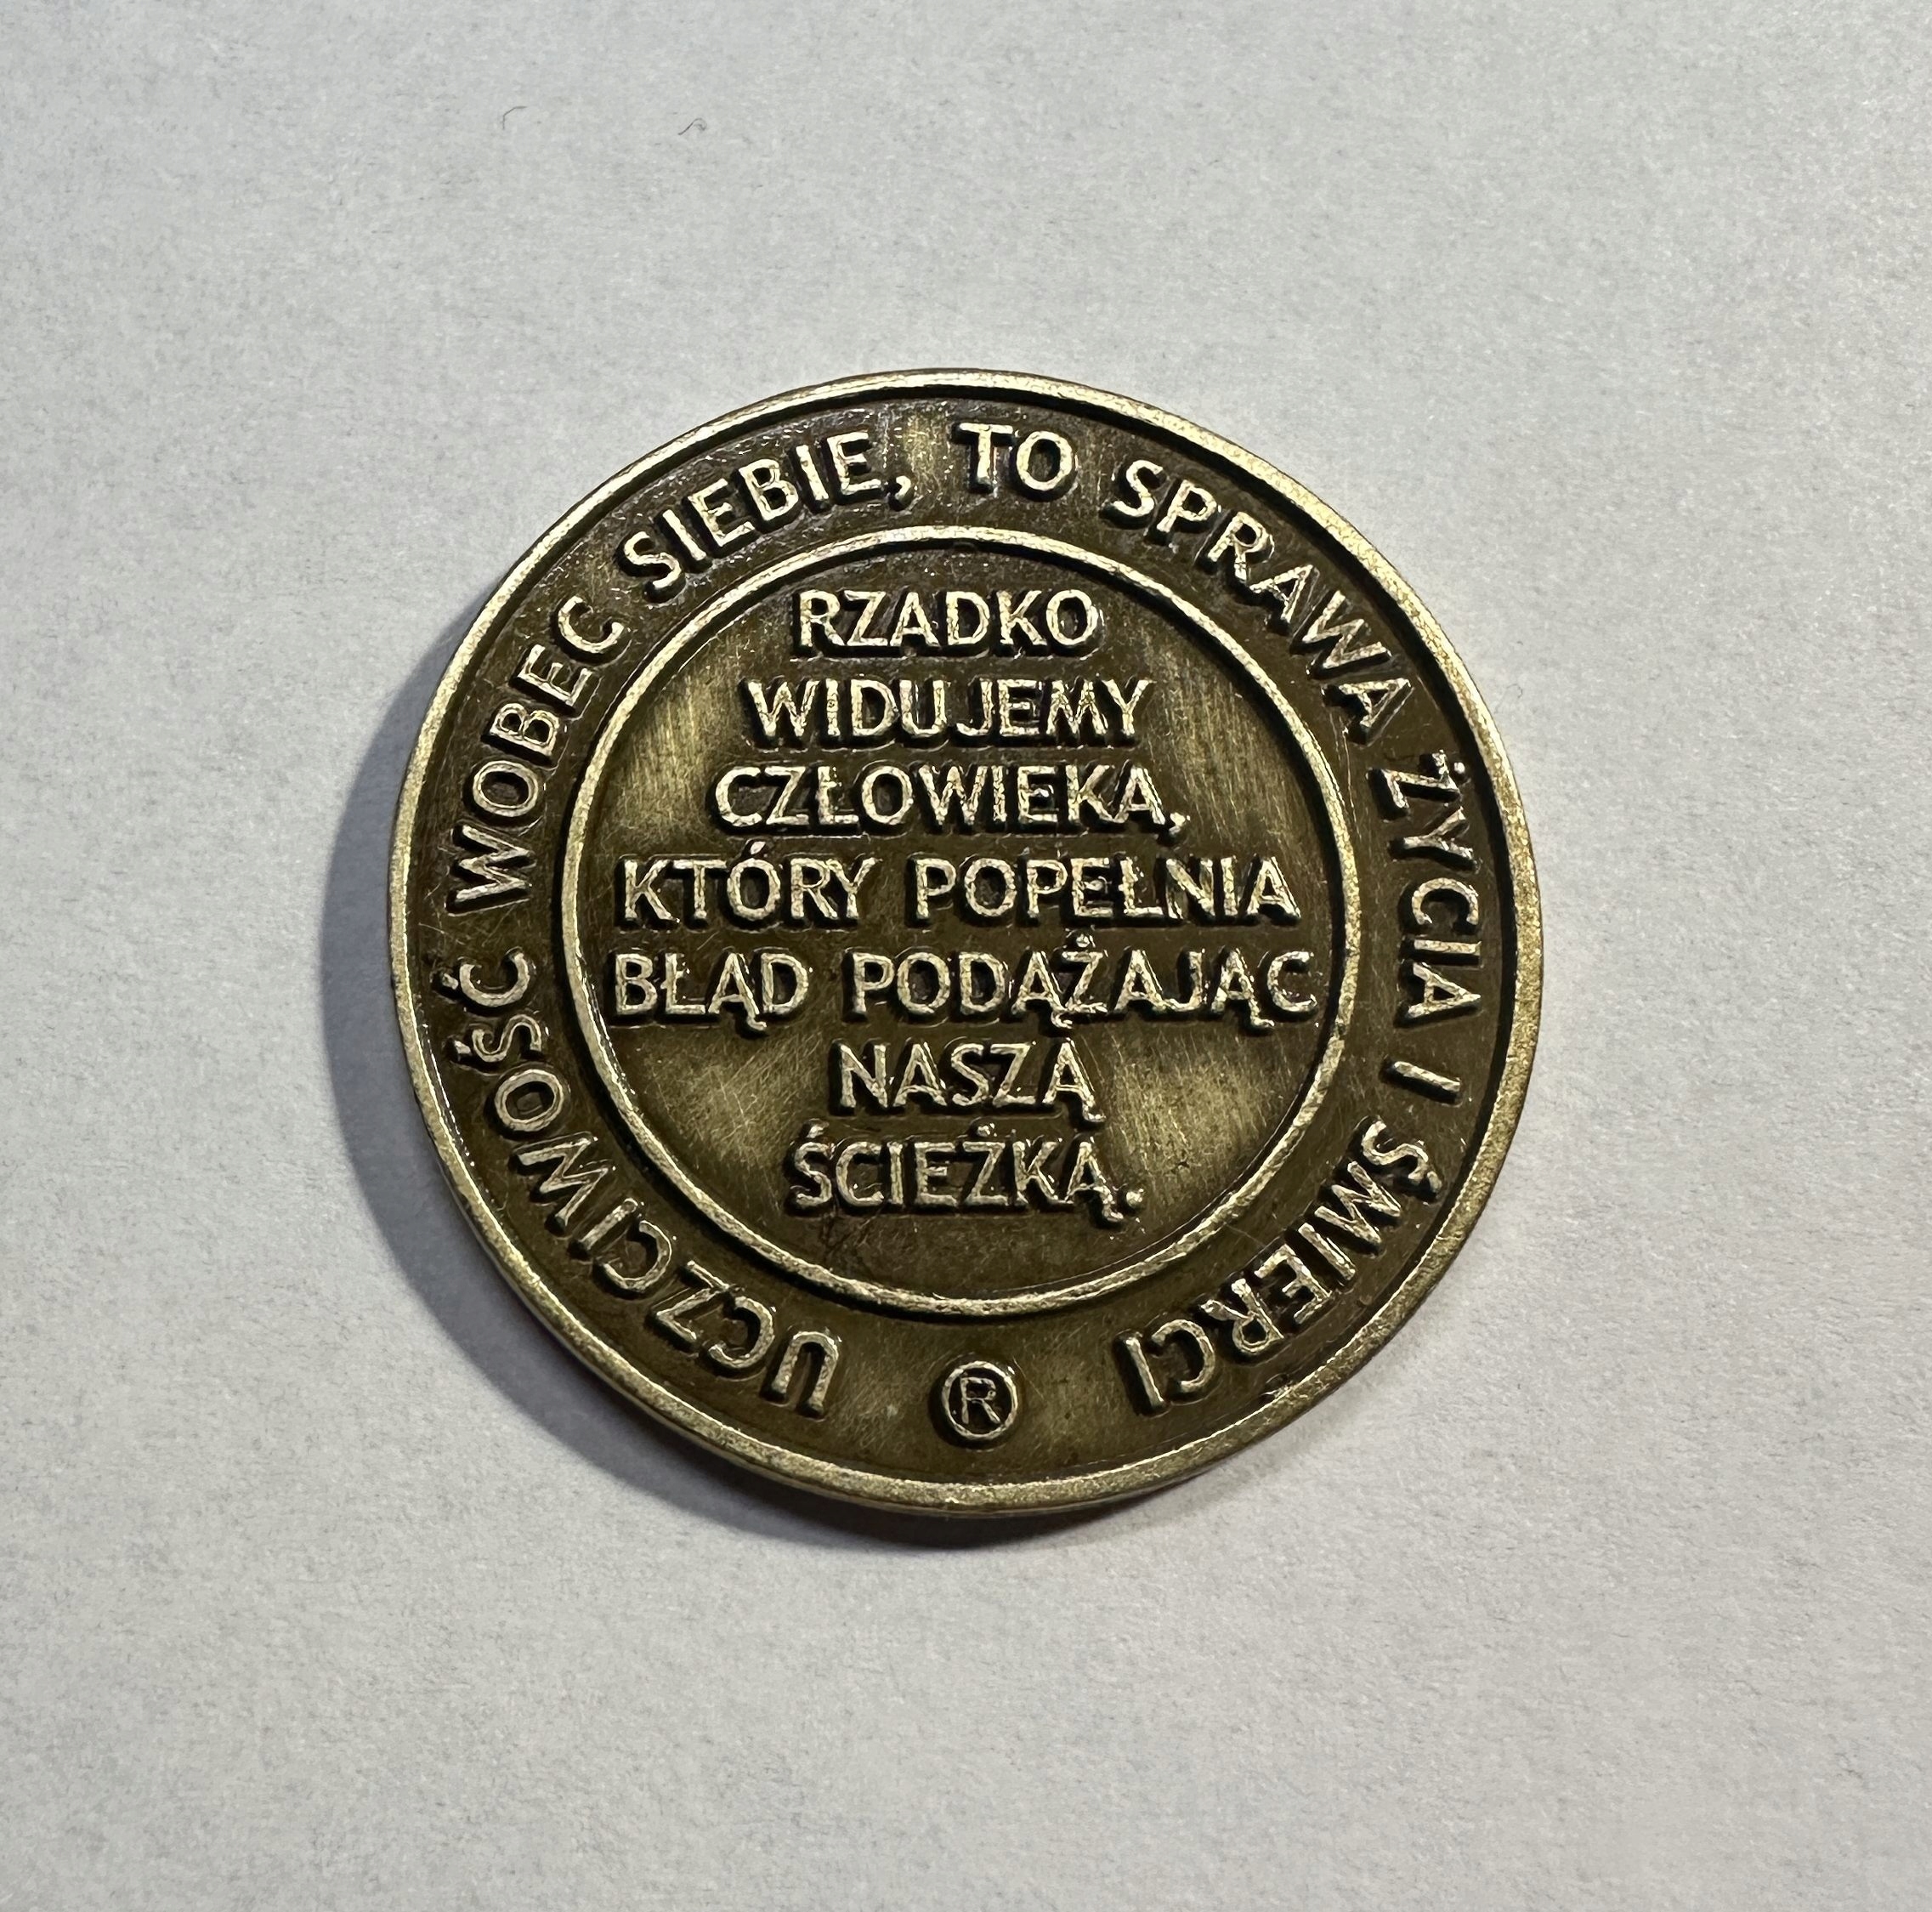 UCZCIWOŚĆ WOBEC SIEBIE, TO SPRAWA ŻYCIA I ŚMIERCI
RZADKO
WIDUJEMY
CZŁOWIEKA,
KTÓRY POPEŁNIA
BŁĄD PODĄŻAJĄC
NASZĄ
ŚCIEŻKĄ.
®